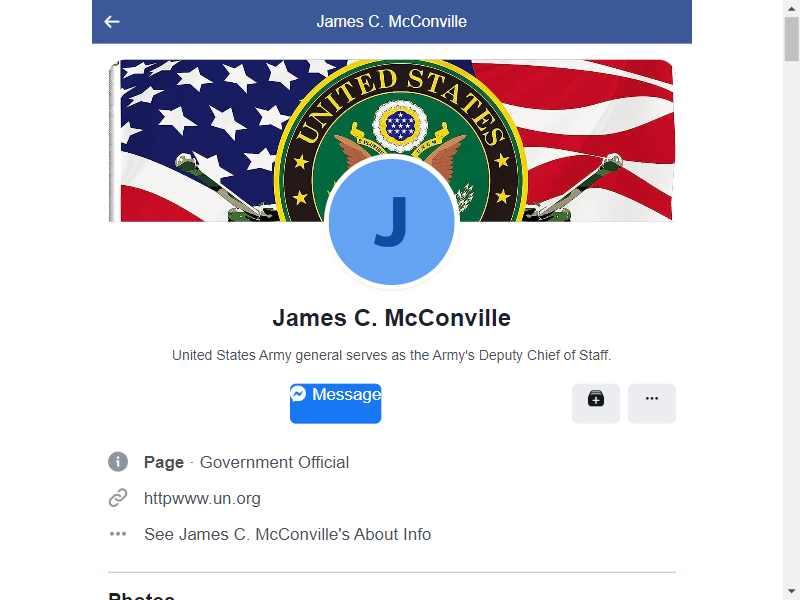 James C. McConville
UNITED STATES
J
James C. McConville
United States Army general serves as the Army's Deputy Chief of Staff.
Message
Page · Government Official
httpwww.un.org
See James C. McConville's About Info
Photos